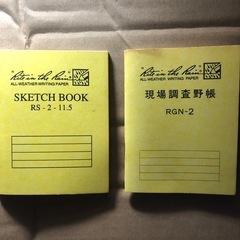 "Rite in the Rain"
ALL-WEATHER WRITING PAPER
SKETCH BOOK
RS - 2 - 11.5
"Rite in the Rain"
ALL-WEATHER WRITING PAPER
現場調査野帳
RGN-2